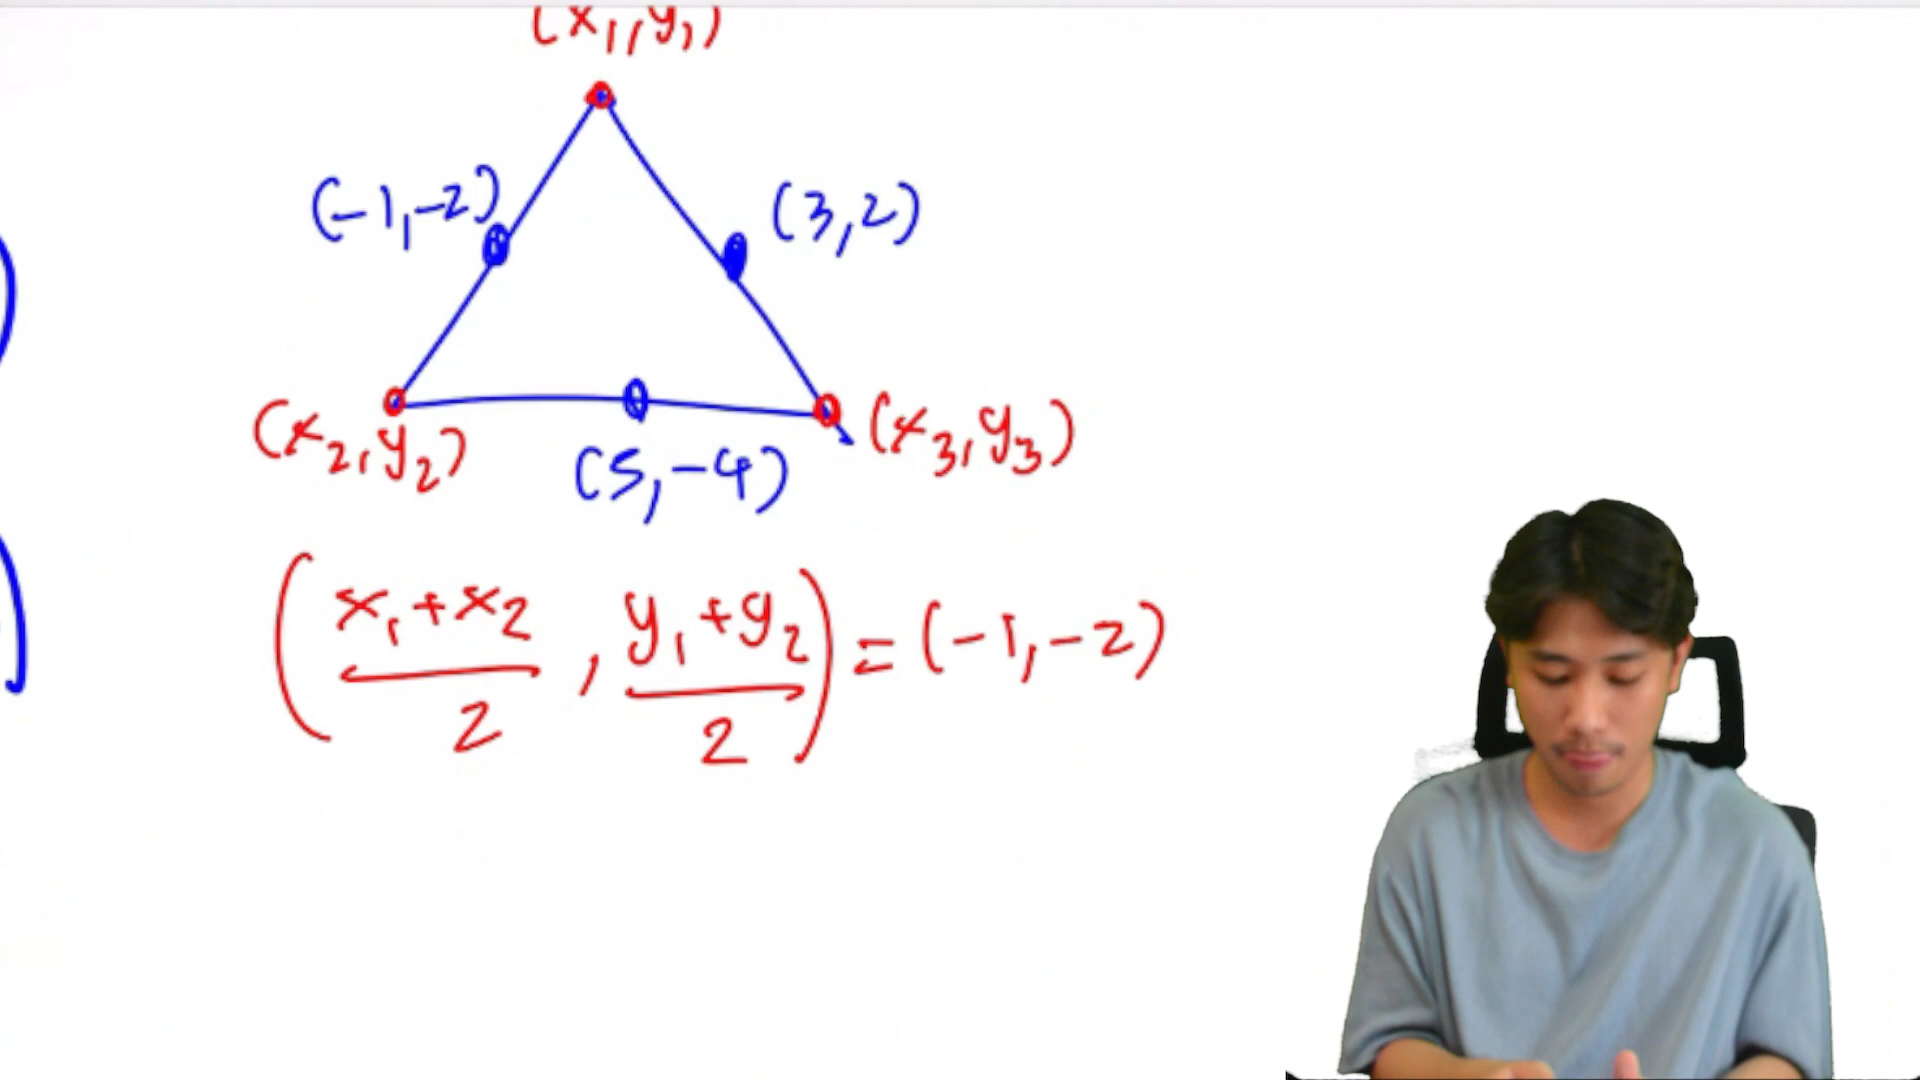 (x₁, y₁)
(-1, -2)
(3, 2)
(x₂, y₂)
(x₃, y₃)
(5, -4)
((x₁+x₂)/2, (y₁+y₂)/2) = (-1, -2)